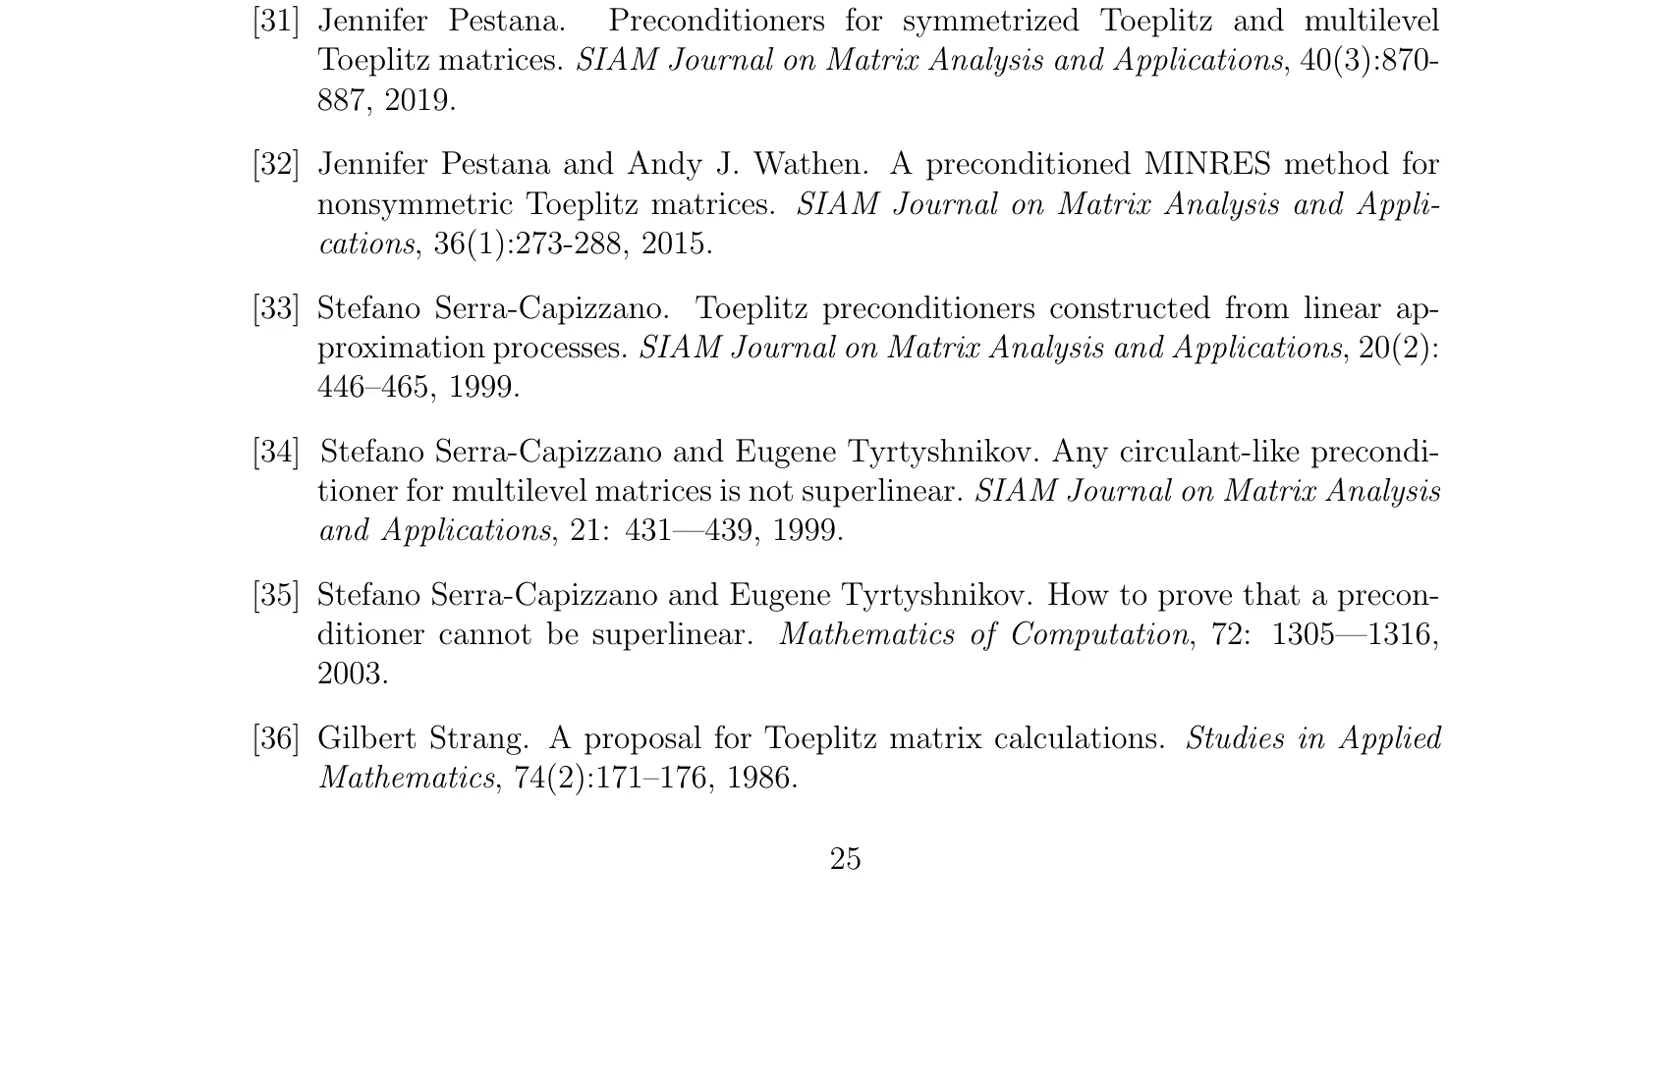 [31] Jennifer Pestana. Preconditioners for symmetrized Toeplitz and multilevel
Toeplitz matrices. SIAM Journal on Matrix Analysis and Applications, 40(3):870-
887, 2019.
[32] Jennifer Pestana and Andy J. Wathen. A preconditioned MINRES method for
nonsymmetric Toeplitz matrices. SIAM Journal on Matrix Analysis and Appli-
cations, 36(1):273-288, 2015.
[33] Stefano Serra-Capizzano. Toeplitz preconditioners constructed from linear ap-
proximation processes. SIAM Journal on Matrix Analysis and Applications, 20(2):
446–465, 1999.
[34] Stefano Serra-Capizzano and Eugene Tyrtyshnikov. Any circulant-like precondi-
tioner for multilevel matrices is not superlinear. SIAM Journal on Matrix Analysis
and Applications, 21: 431—439, 1999.
[35] Stefano Serra-Capizzano and Eugene Tyrtyshnikov. How to prove that a precon-
ditioner cannot be superlinear. Mathematics of Computation, 72: 1305—1316,
2003.
[36] Gilbert Strang. A proposal for Toeplitz matrix calculations. Studies in Applied
Mathematics, 74(2):171–176, 1986.
25